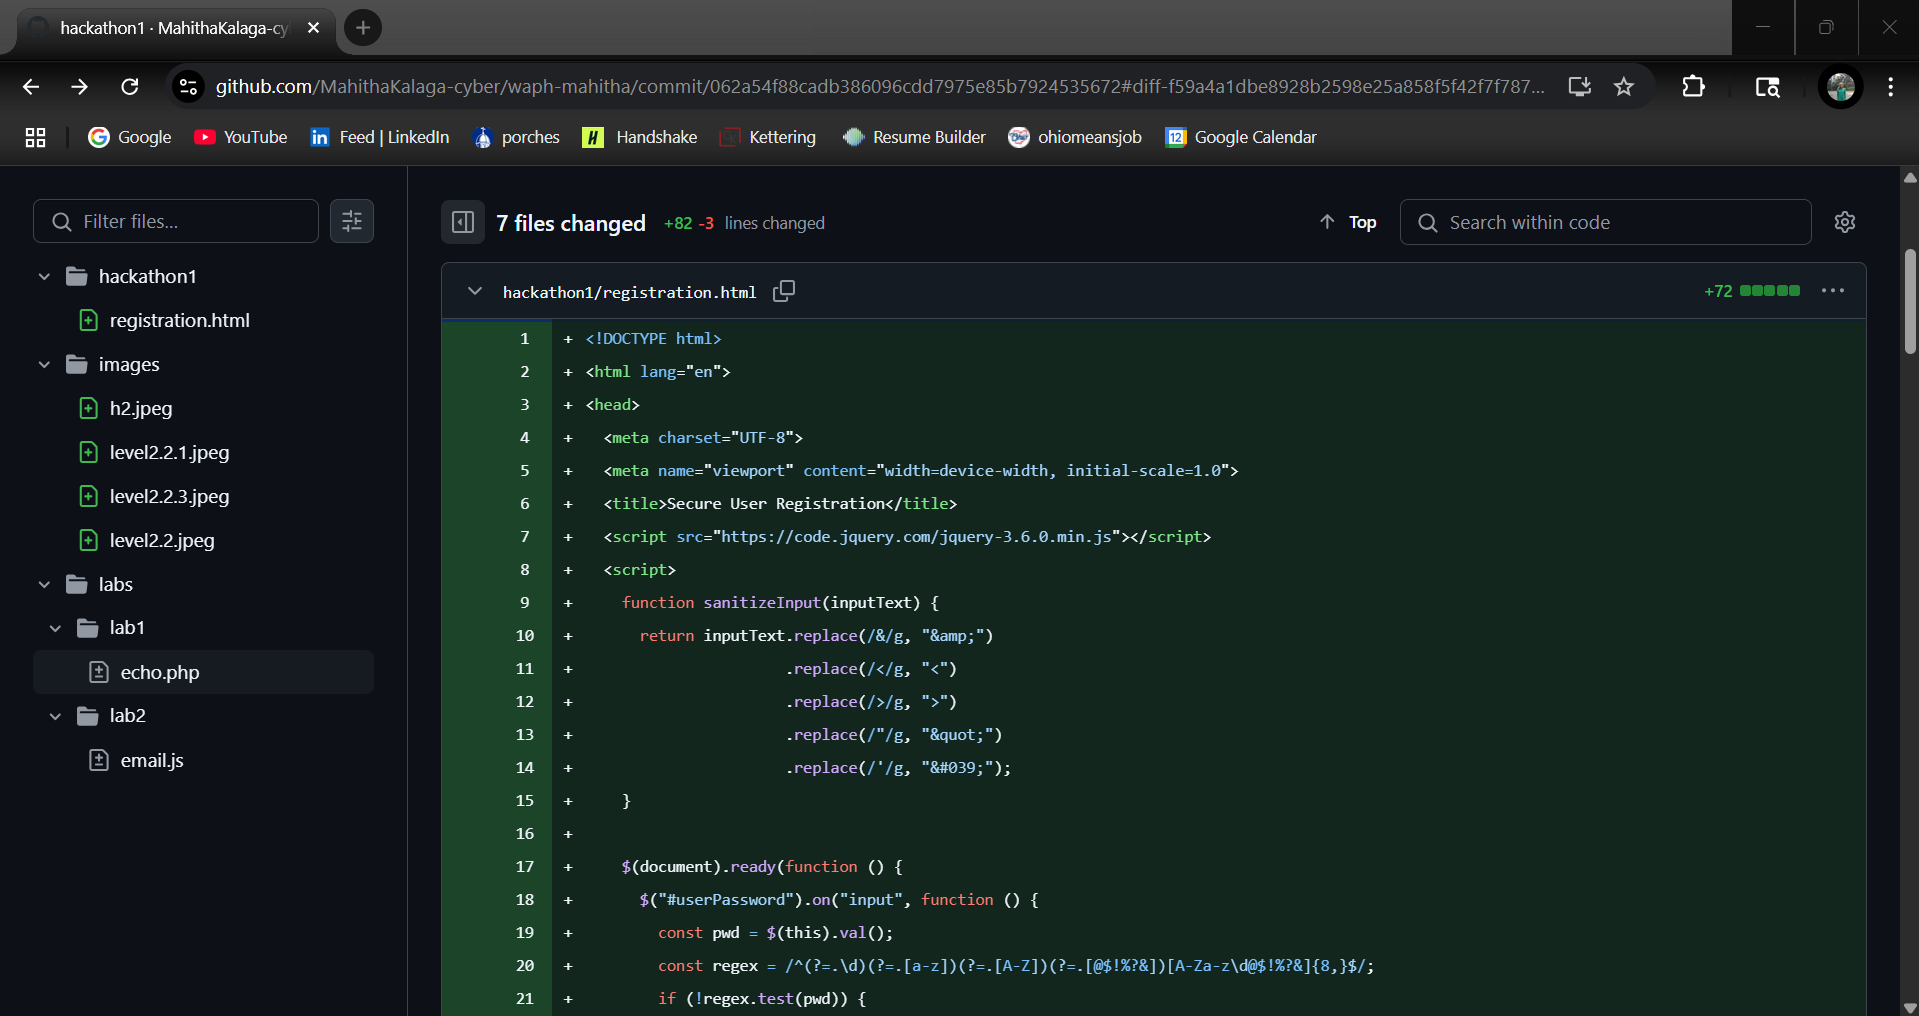 hackathon1 · MahithaKalaga-cy
github.com/MahithaKalaga-cyber/waph-mahitha/commit/062a54f88cadb386096cdd7975e85b7924535672#diff-f59a4a1dbe8928b2598e25a858f5f42f7f787...
Google YouTube Feed | LinkedIn porches Handshake Kettering Resume Builder 12 ohiomeansjob Google Calendar
Filter files...
hackathon1
registration.html
images
h2.jpeg
level2.2.1.jpeg
level2.2.3.jpeg
level2.2.jpeg
labs
lab1
echo.php
lab2
email.js
7 files changed +82 -3 lines changed Top Search within code
hackathon1/registration.html +72
1 + <!DOCTYPE html>
2 + <html lang="en">
3 + <head>
4 + <meta charset="UTF-8">
5 + <meta name="viewport" content="width=device-width, initial-scale=1.0">
6 + <title>Secure User Registration</title>
7 + <script src="https://code.jquery.com/jquery-3.6.0.min.js"></script>
8 + <script>
9 + function sanitizeInput(inputText) {
10 + return inputText.replace(/&/g, "&amp;")
11 + .replace(/</g, "<")
12 + .replace(/>/g, ">")
13 + .replace(/"/g, "&quot;")
14 + .replace(/'/g, "&#039;");
15 + }
16 +
17 + $(document).ready(function () {
18 + $("#userPassword").on("input", function () {
19 + const pwd = $(this).val();
20 + const regex = /^(?=.\d)(?=.[a-z])(?=.[A-Z])(?=.[@$!%?&])[A-Za-z\d@$!%?&]{8,}$/;
21 + if (!regex.test(pwd)) {